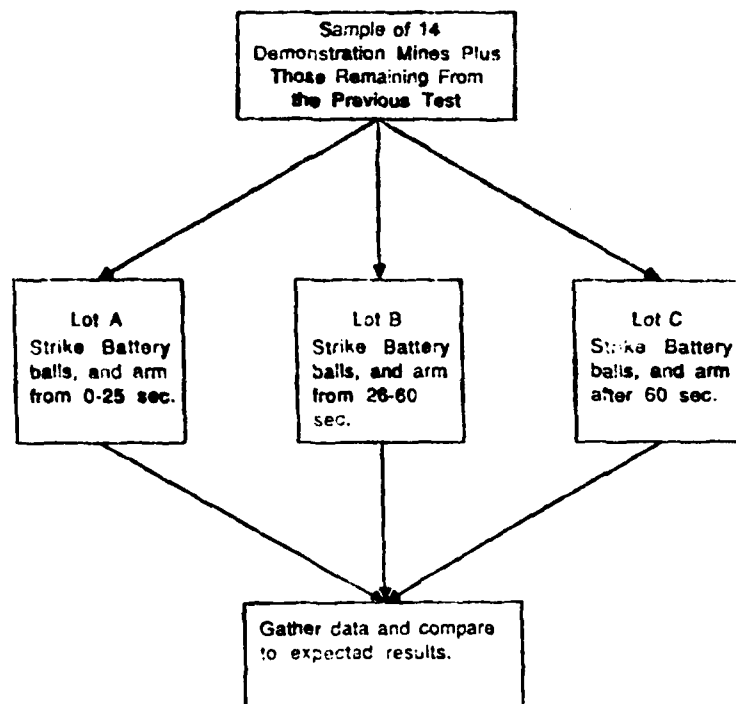 Sample of 14
Demonstration Mines Plus
Those Remaining From
the Previous Test
Lot A
Strike Battery
balls, and arm
from 0-25 sec.
Lot B
Strike Battery
balls, and arm
from 26-60
sec.
Lot C
Strike Battery
balls, and arm
after 60 sec.
Gather data and compare
to expected results.